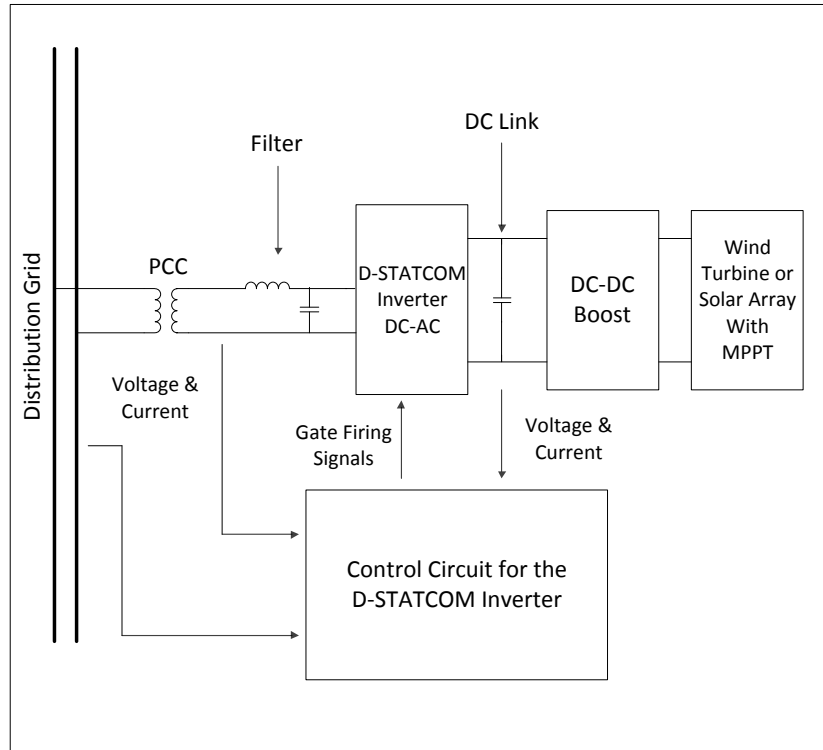 DC Link
Filter
PCC
D-STATCOM
Inverter
DC-AC
DC-DC
Boost
Wind
Turbine or
Solar Array
With
MPPT
Distribution Grid
Voltage &
Current
Gate Firing
Signals
Voltage &
Current
Control Circuit for the
D-STATCOM Inverter